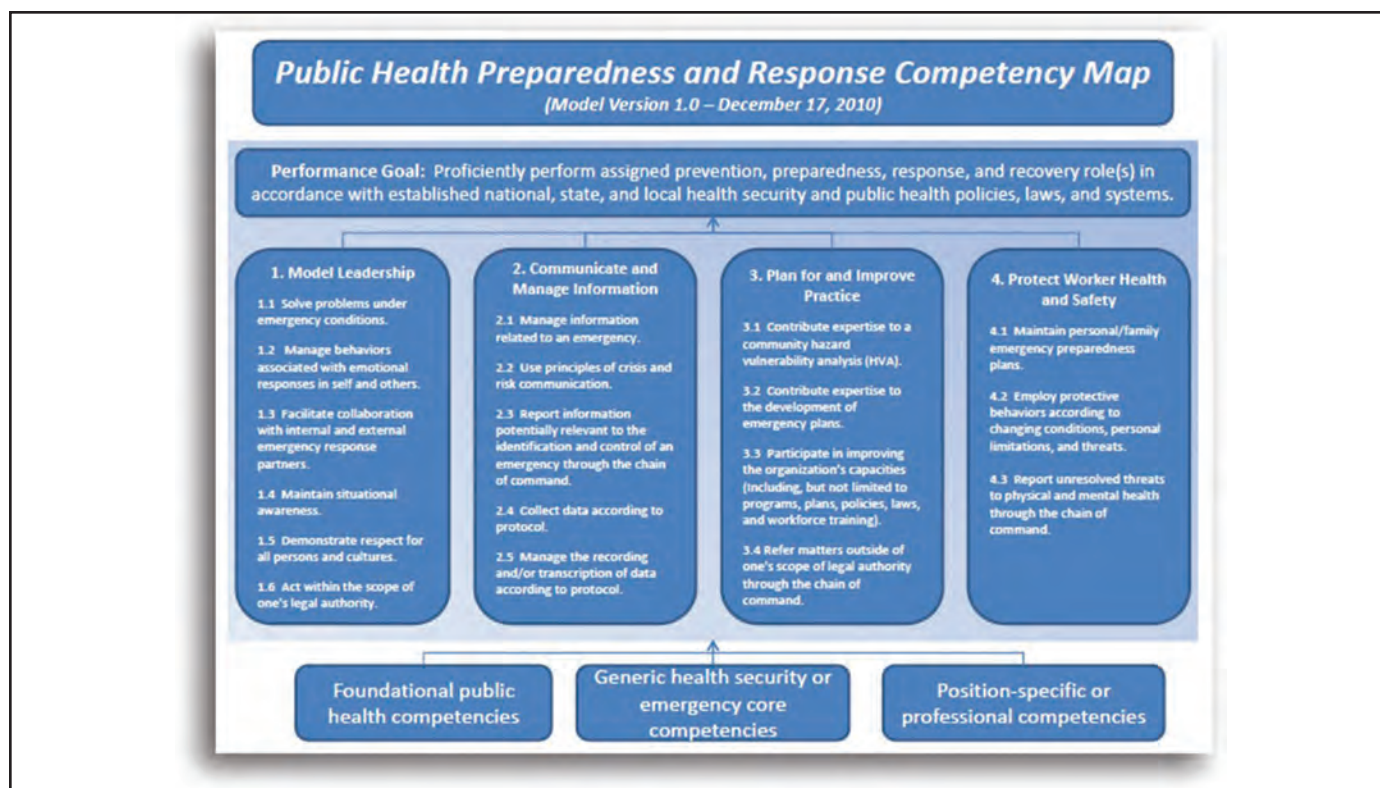 Public Health Preparedness and Response Competency Map
(Model Version 1.0 – December 17, 2010)
Performance Goal: Proficiently perform assigned prevention, preparedness, response, and recovery role(s) in
accordance with established national, state, and local health security and public health policies, laws, and systems.
1. Model Leadership
1.1 Solve problems under
emergency conditions.
1.2 Manage behaviors
associated with emotional
responses in self and others.
1.3 Facilitate collaboration
with internal and external
emergency response
partners.
1.4 Maintain situational
awareness.
1.5 Demonstrate respect for
all persons and cultures.
1.6 Act within the scope of
one's legal authority.
2. Communicate and
Manage Information
2.1 Manage information
related to an emergency.
2.2 Use principles of crisis and
risk communication.
2.3 Report information
potentially relevant to the
identification and control of an
emergency through the chain
of command.
2.4 Collect data according to
protocol.
2.5 Manage the recording
and/or transcription of data
according to protocol.
3. Plan for and Improve
Practice
3.1 Contribute expertise to a
community hazard
vulnerability analysis (HVA).
3.2 Contribute expertise to
the development of
emergency plans.
3.3 Participate in improving
the organization's capacities
(including, but not limited to
programs, plans, policies, laws,
and workforce training).
3.4 Refer matters outside of
one's scope of legal authority
through the chain of
command.
4. Protect Worker Health
and Safety
4.1 Maintain personal/family
emergency preparedness
plans.
4.2 Employ protective
behaviors according to
changing conditions, personal
limitations, and threats.
4.3 Report unresolved threats
to physical and mental health
through the chain of
command.
Foundational public
health competencies
Generic health security or
emergency core
competencies
Position-specific or
professional competencies